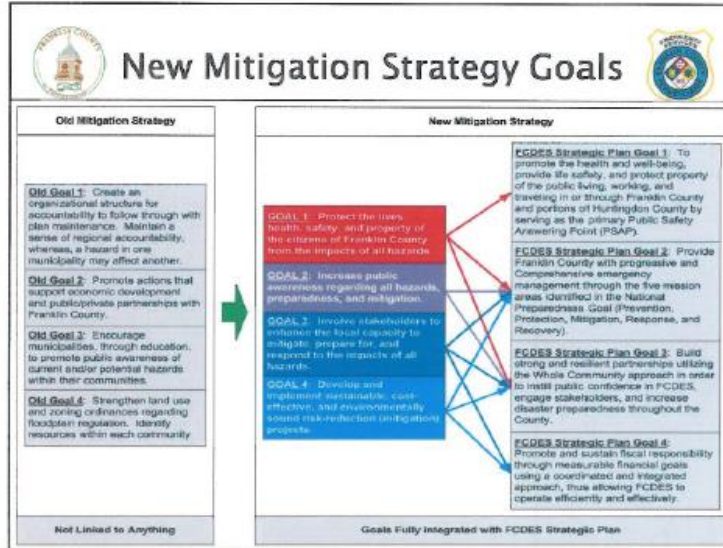 New Mitigation Strategy Goals
Old Mitigation Strategy
Old Goal 1: Create an
organizational structure for
accountability to follow through with
plan maintenance. Maintain a
sense of regional accountability,
whereas, a hazard in one
municipality may affect another.
Old Goal 2: Promote actions that
support economic development
and public/private partnerships with
Franklin County.
Old Goal 3: Encourage
municipalities, through education,
to promote public awareness of
current and/or potential hazards
within their communities.
Old Goal 4: Strengthen land use
and zoning ordinances regarding
floodplain regulation. Identify
resources within each community
Not Linked to Anything
New Mitigation Strategy
GOAL 1: Protect the lives
health, safety, and property of
the citizens of Franklin County
from the impacts of all hazards
GOAL 2: Increase public
awareness regarding all hazards,
preparedness, and mitigation.
GOAL 3: Involve stakeholders to
enhance the local capacity to
mitigate, prepare for, and
respond to the impacts of all
hazards.
GOAL 4: Develop and
implement sustainable, cost-
effective, and environmentally
sound risk-reduction (mitigation)
projects.
FCDES Strategic Plan Goal 1: To
promote the health and well-being,
provide life safety, and protect property
of the public living, working, and
traveling in or through Franklin County
and portions of Huntingdon County by
serving as the primary Public Safety
Answering Point (PSAP).
FCDES Strategic Plan Goal 2: Provide
Franklin County with progressive and
Comprehensive emergency
management through the five mission
areas identified in the National
Preparedness Goal (Prevention,
Protection, Mitigation, Response, and
Recovery).
FCDES Strategic Plan Goal 3: Build
strong and resilient partnerships utilizing
the Whole Community approach in order
to instill public confidence in FCDES,
engage stakeholders, and increase
disaster preparedness throughout the
County.
FCDES Strategic Plan Goal 4:
Promote and sustain fiscal responsibility
through measurable financial goals
using a coordinated and integrated
approach, thus allowing FCDES to
operate efficiently and effectively.
Goals Fully Integrated with FCDES Strategic Plan